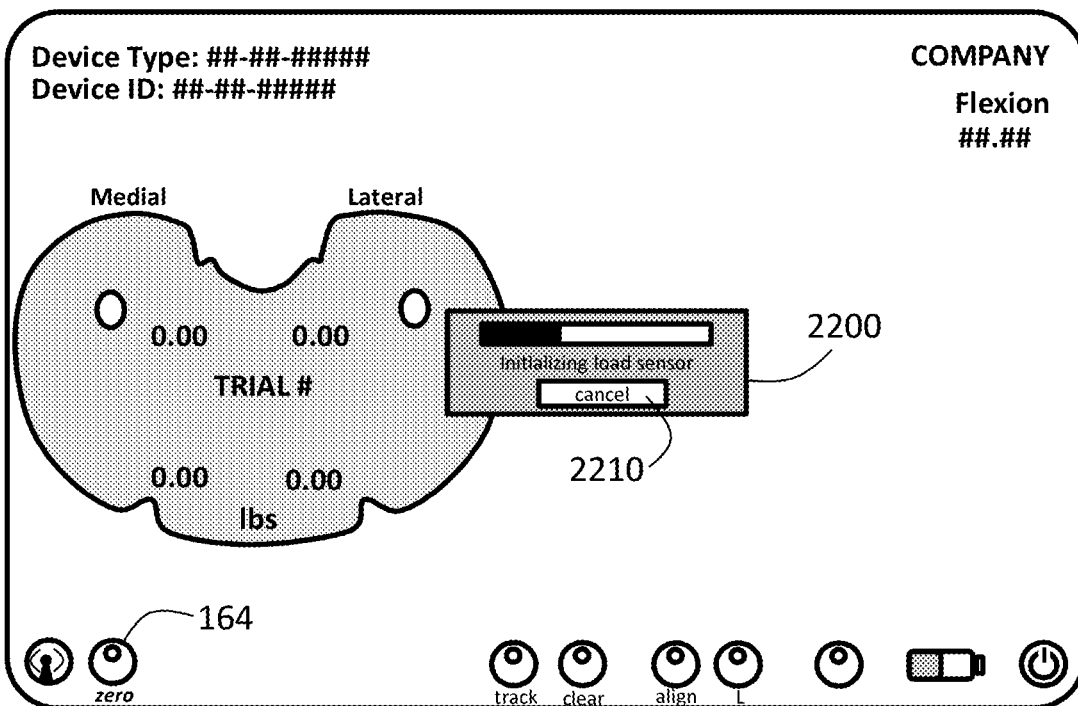 Device Type: ##-##-#####
Device ID: ##-##-#####
COMPANY
Flexion
##.##
Medial Lateral
0.00 0.00
TRIAL #
Initializing load sensor
cancel
2200
2210
0.00 0.00
lbs
164
zero
track clear align L